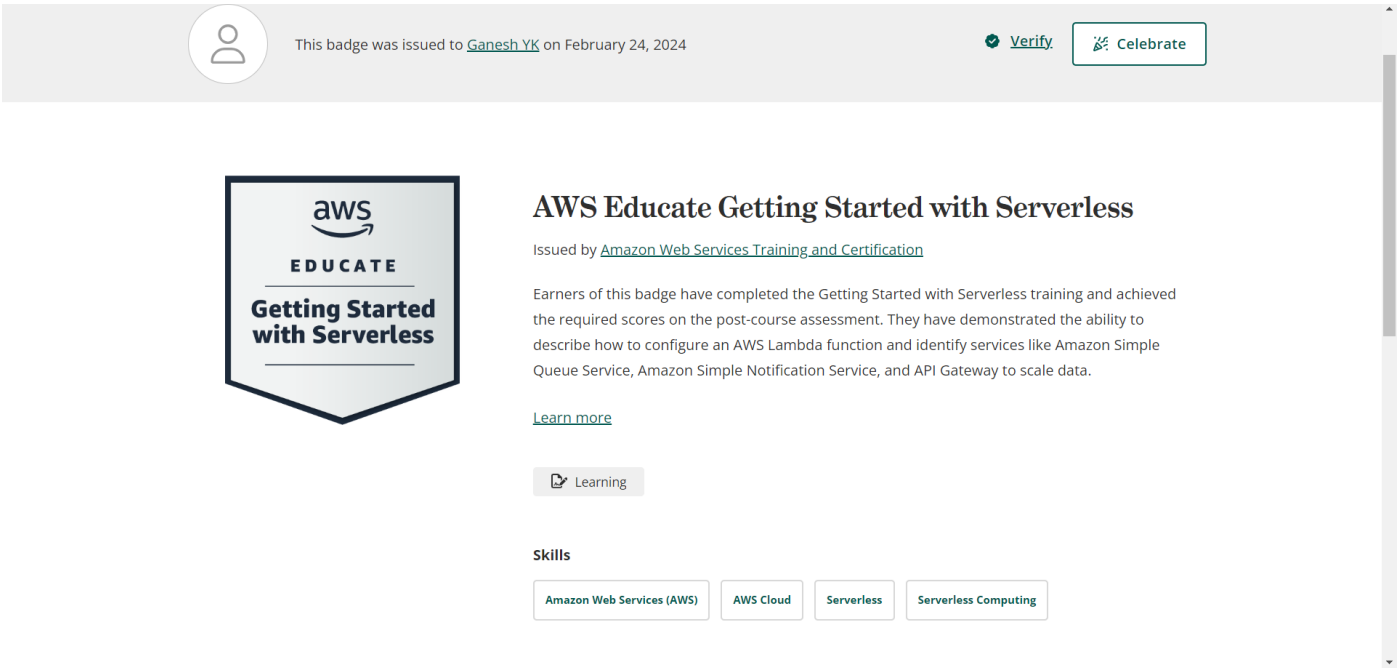 This badge was issued to Ganesh YK on February 24, 2024
Verify
Celebrate
aws
EDUCATE
Getting Started
with Serverless
AWS Educate Getting Started with Serverless
Issued by Amazon Web Services Training and Certification
Earners of this badge have completed the Getting Started with Serverless training and achieved
the required scores on the post-course assessment. They have demonstrated the ability to
describe how to configure an AWS Lambda function and identify services like Amazon Simple
Queue Service, Amazon Simple Notification Service, and API Gateway to scale data.
Learn more
Learning
Skills
Amazon Web Services (AWS)
AWS Cloud
Serverless
Serverless Computing